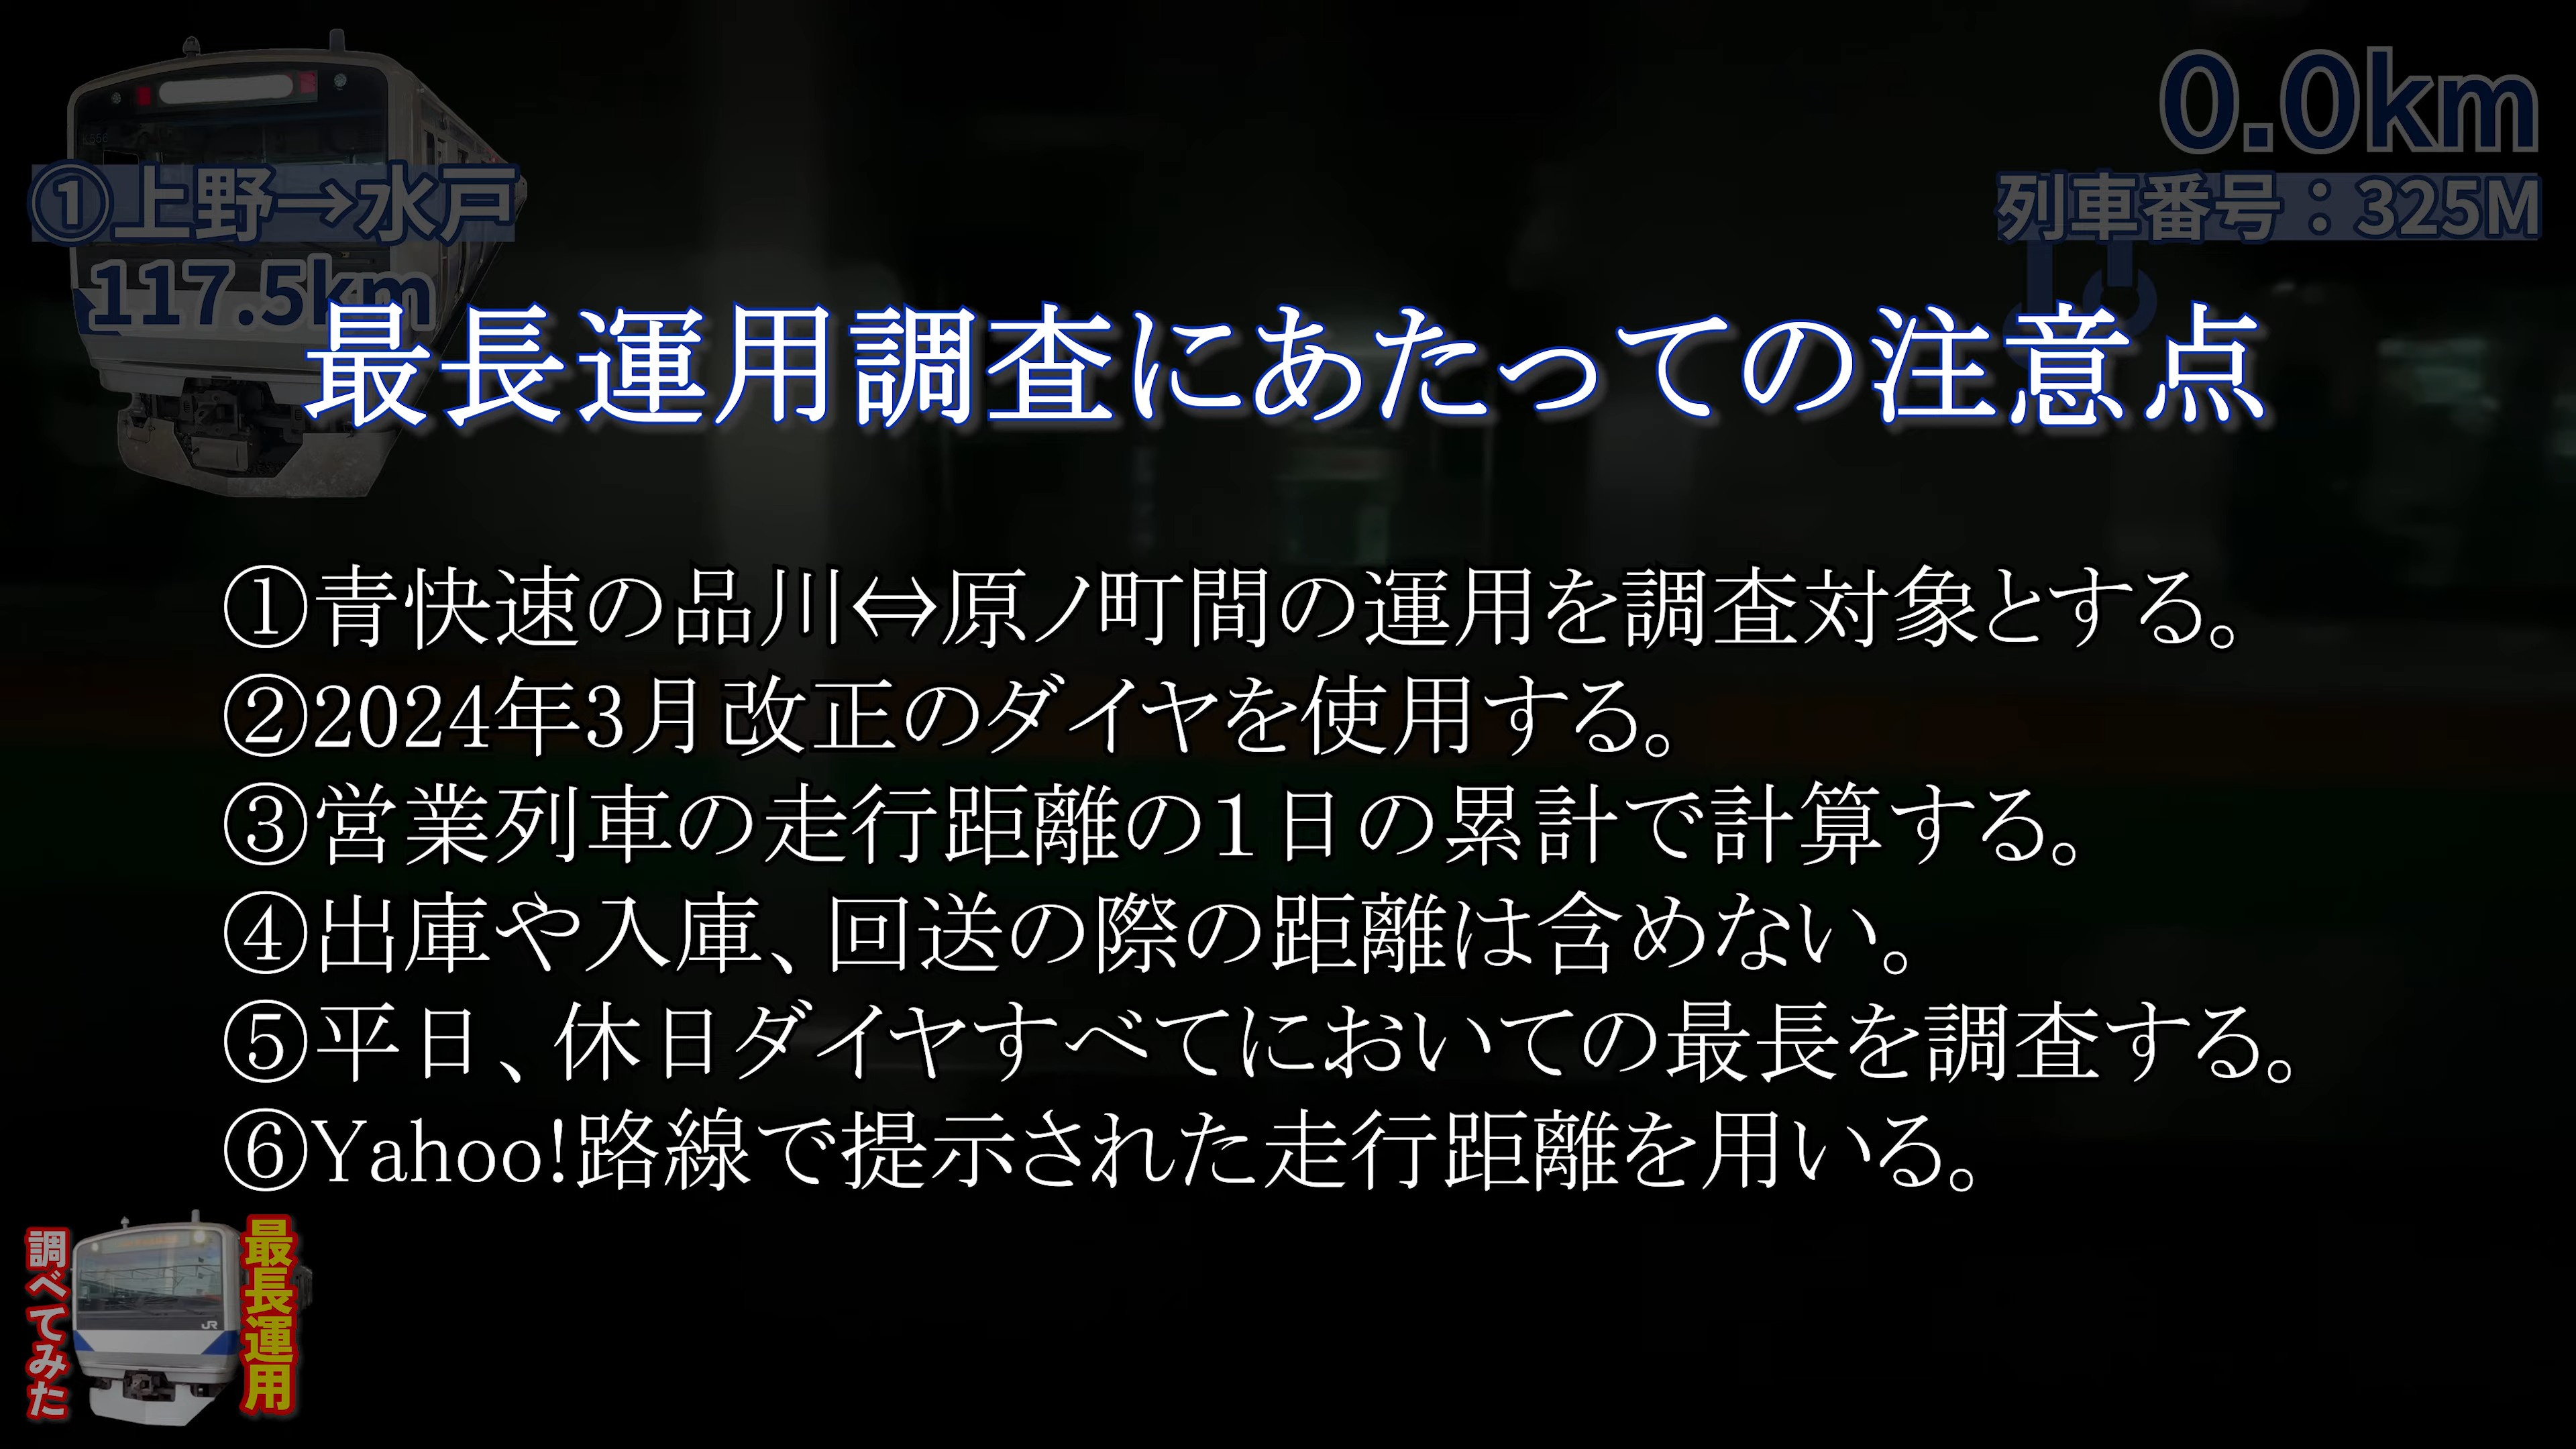 ①上野→水戸
117.5km
0.0km
列車番号：325M
最長運用調査にあたっての注意点
①青快速の品川⇔原ノ町間の運用を調査対象とする。
②2024年3月改正のダイヤを使用する。
③営業列車の走行距離の１日の累計で計算する。
④出庫や入庫、回送の際の距離は含めない。
⑤平日、休日ダイヤすべてにおいての最長を調査する。
⑥Yahoo!路線で提示された走行距離を用いる。
最長運用
調べてみた
JR